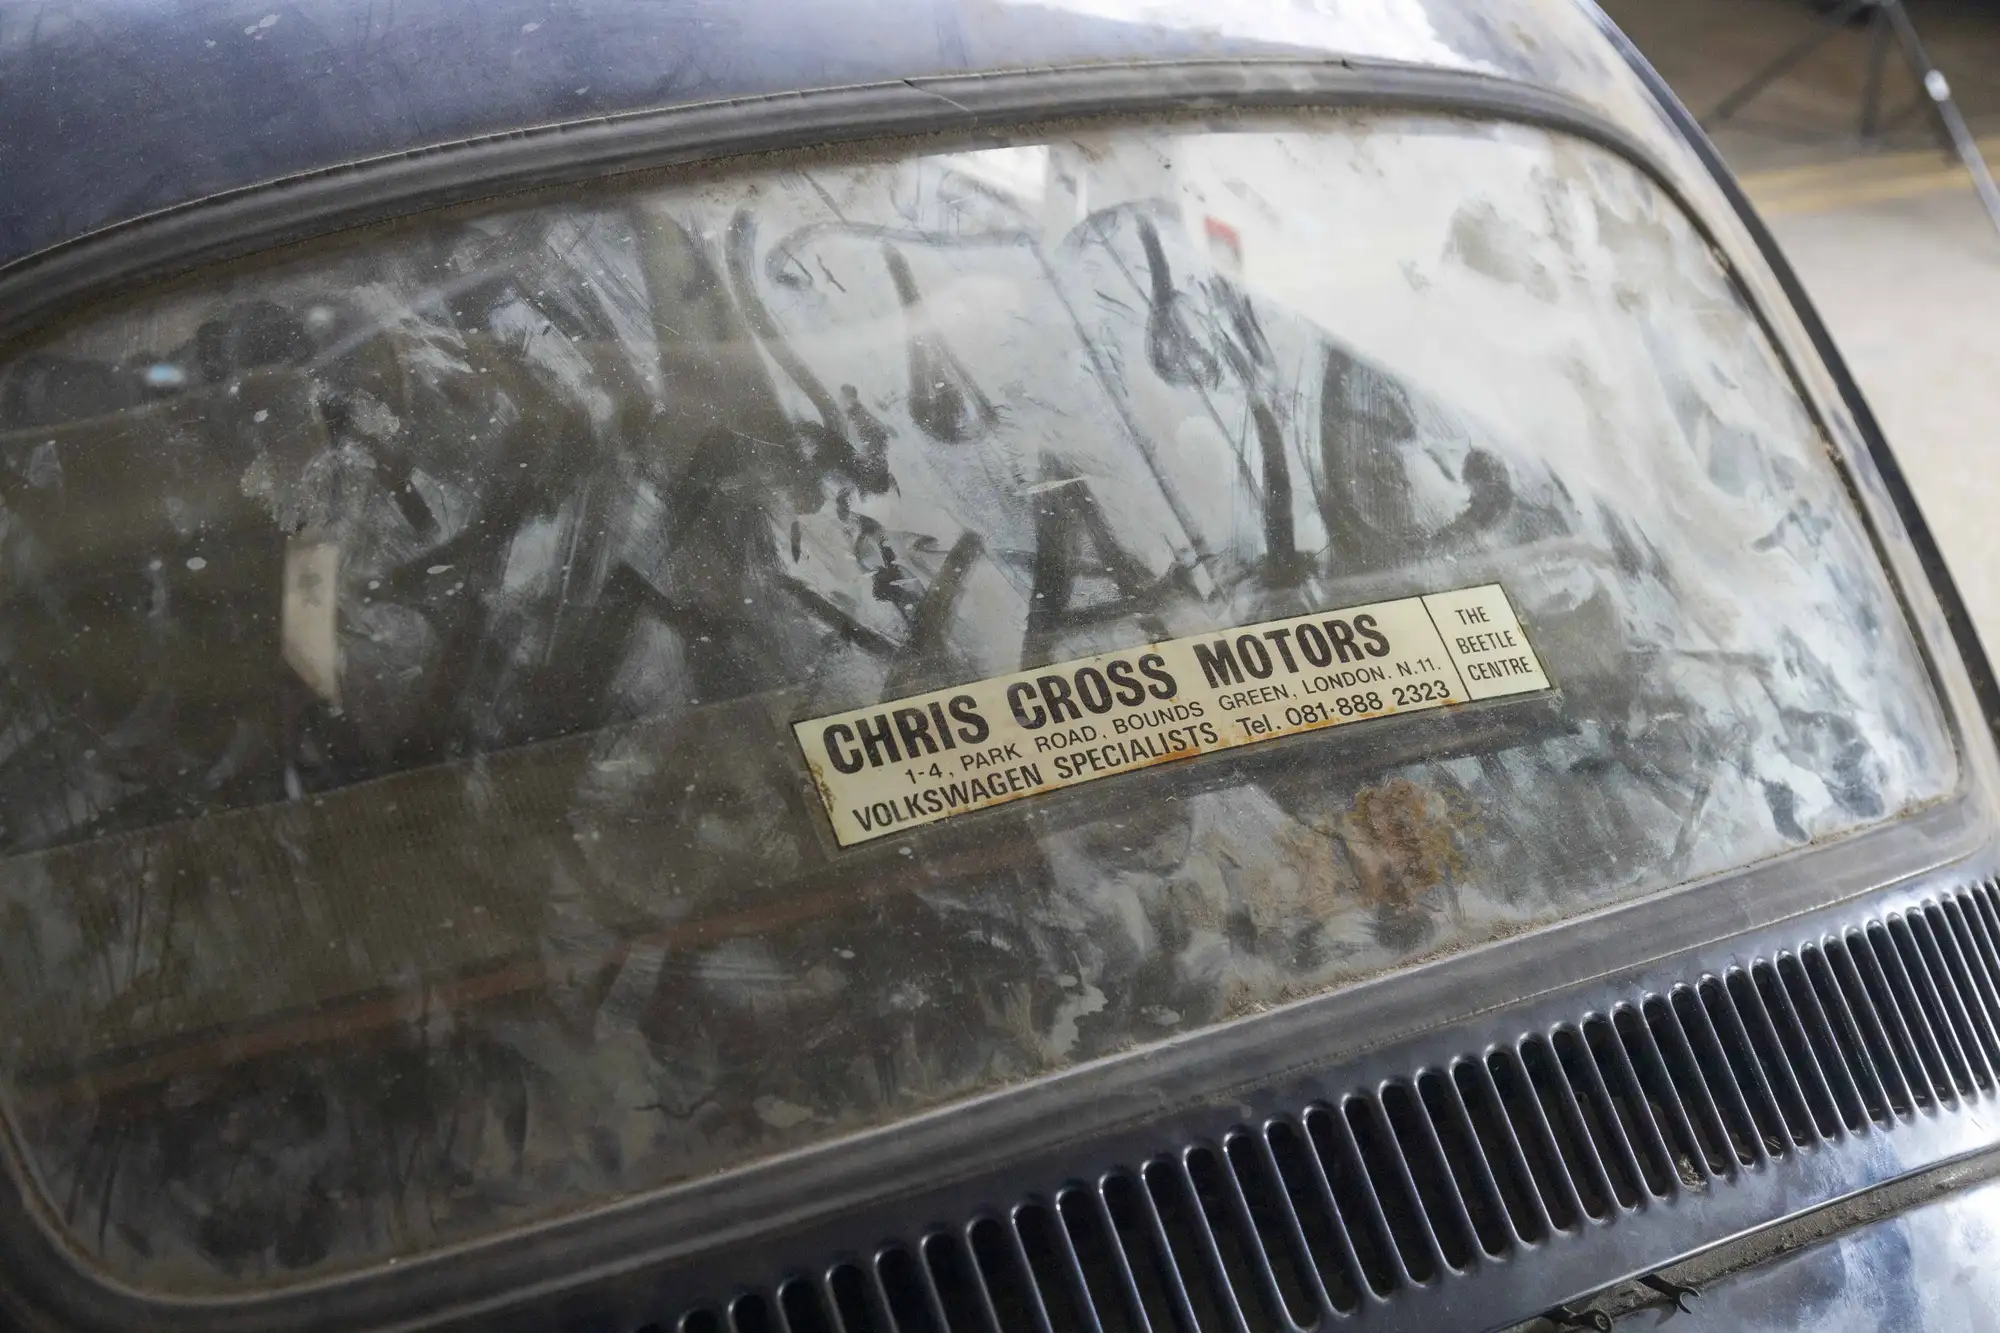 CHRIS CROSS MOTORS
1-4, PARK ROAD, BOUNDS GREEN, LONDON. N.11.
VOLKSWAGEN SPECIALISTS Tel. 081·888 2323
THE
BEETLE
CENTRE